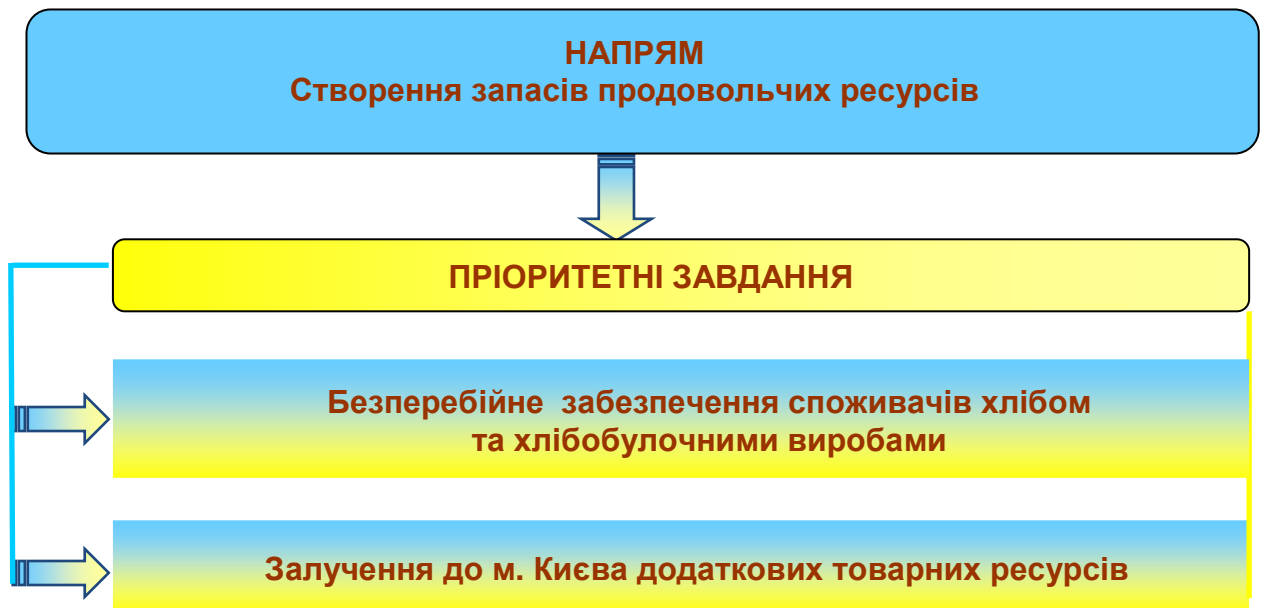 НАПРЯМ
Створення запасів продовольчих ресурсів
ПРІОРИТЕТНІ ЗАВДАННЯ
Безперебійне забезпечення споживачів хлібом
та хлібобулочними виробами
Залучення до м. Києва додаткових товарних ресурсів